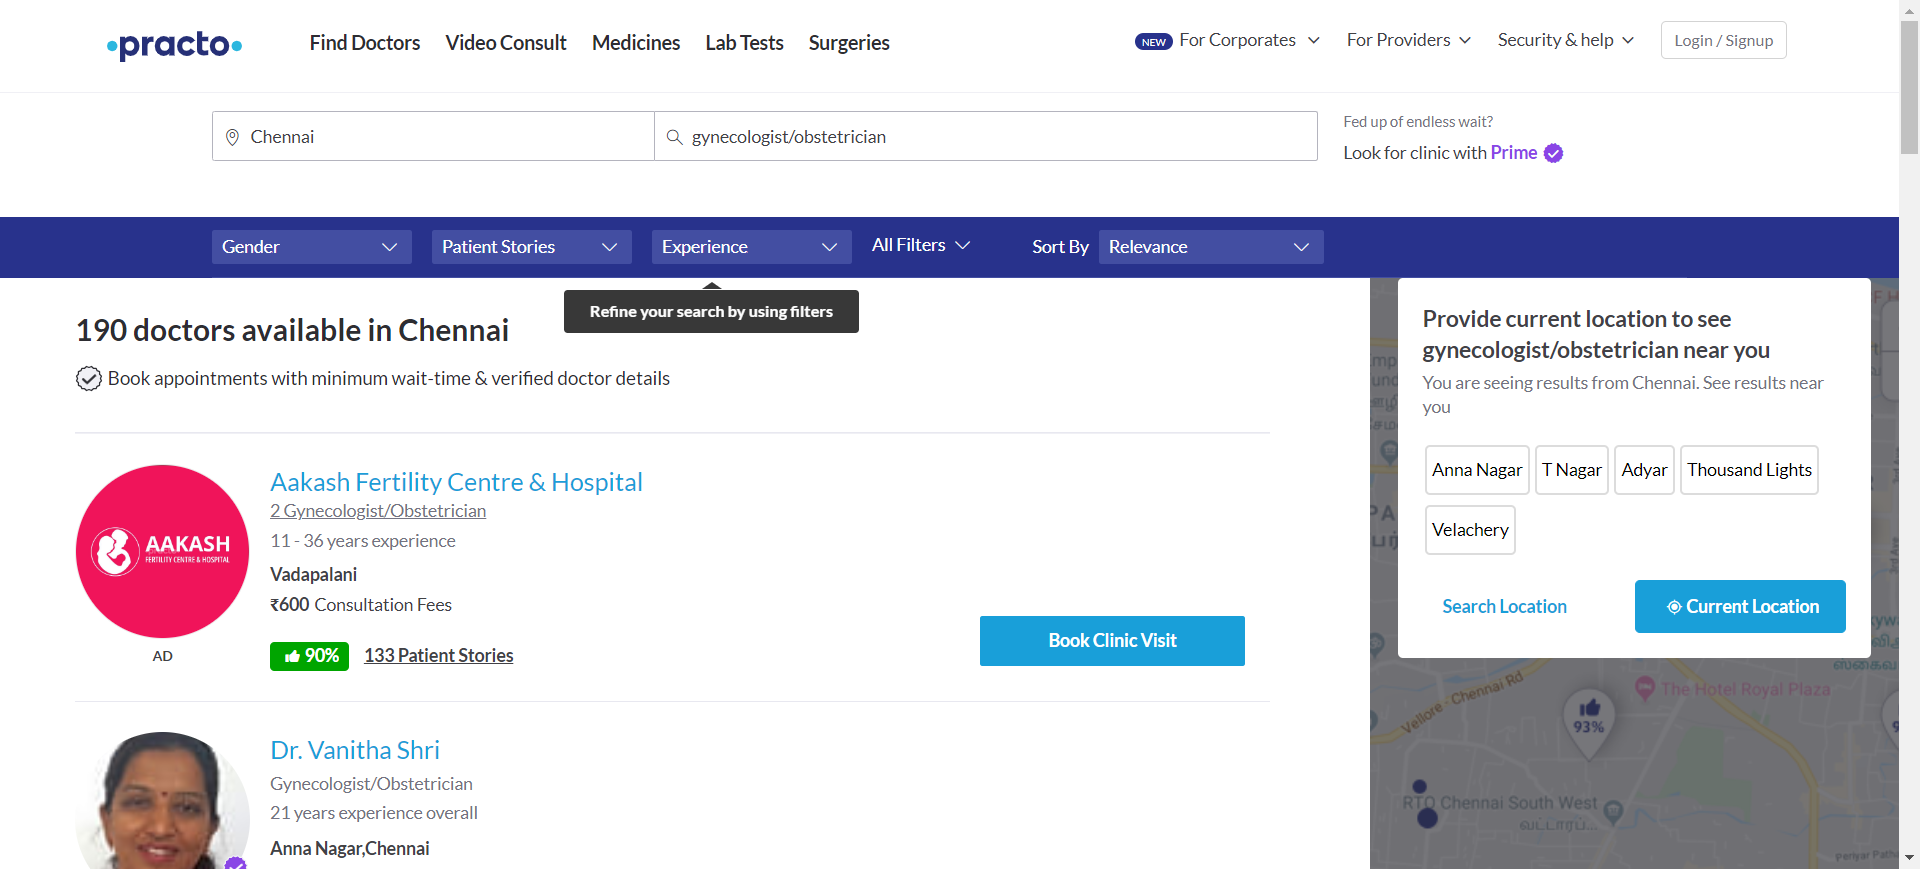 practo
Find Doctors
Video Consult
Medicines
Lab Tests
Surgeries
NEW
For Corporates
For Providers
Security & help
Login / Signup
Chennai
gynecologist/obstetrician
Fed up of endless wait?
Look for clinic with Prime
Gender
Patient Stories
Experience
All Filters
Sort By
Relevance
Refine your search by using filters
190 doctors available in Chennai
Book appointments with minimum wait-time & verified doctor details
AAKASH
FERTILITY CENTRE & HOSPITAL
AD
Aakash Fertility Centre & Hospital
2 Gynecologist/Obstetrician
11 - 36 years experience
Vadapalani
₹600 Consultation Fees
90%
133 Patient Stories
Book Clinic Visit
Dr. Vanitha Shri
Gynecologist/Obstetrician
21 years experience overall
Anna Nagar,Chennai
Provide current location to see
gynecologist/obstetrician near you
You are seeing results from Chennai. See results near
you
Anna Nagar
T Nagar
Adyar
Thousand Lights
Velachery
Search Location
Current Location
Vellore - Chennai Rd
The Hotel Royal Plaza
93%
RTO Chennai South West
வட்டாரப்...